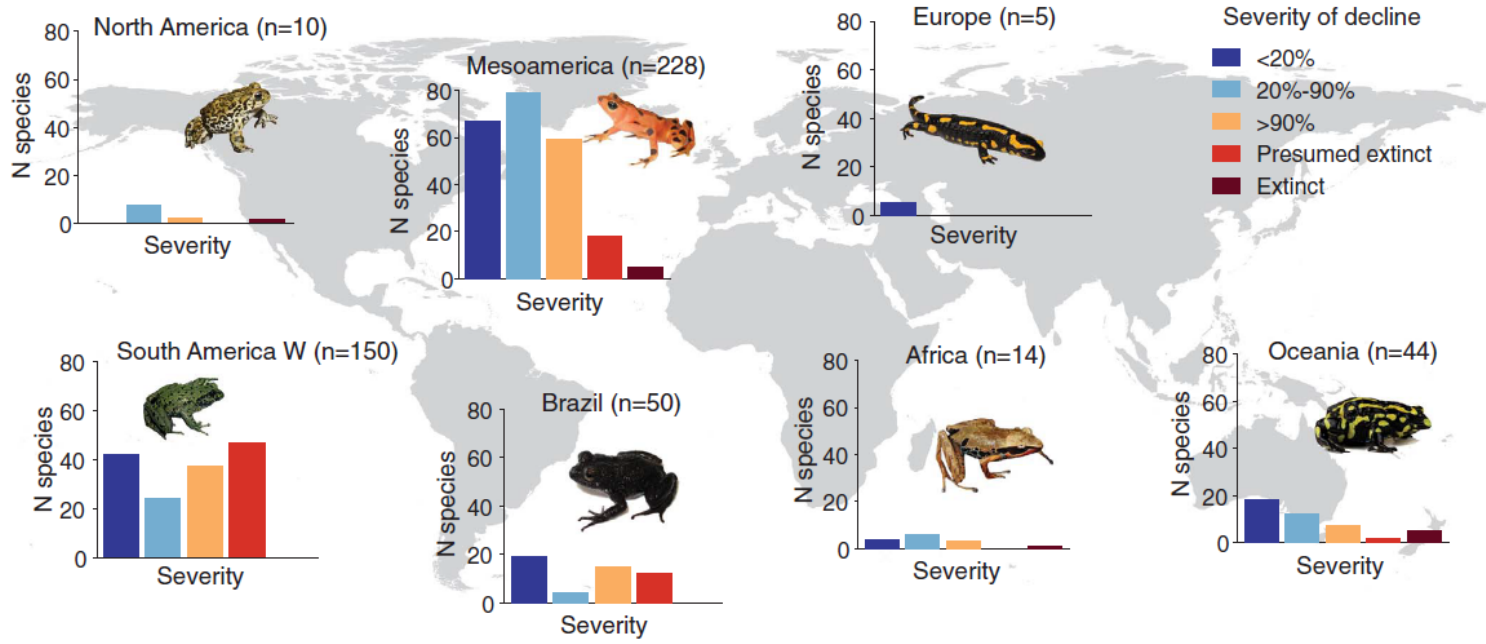 North America (n=10)
80
60
40
20
0
N species
Severity
Mesoamerica (n=228)
80
60
40
20
0
N species
Severity
Europe (n=5)
80
60
40
20
0
N species
Severity
Severity of decline
<20%
20%-90%
>90%
Presumed extinct
Extinct
South America W (n=150)
80
60
40
20
0
N species
Severity
Brazil (n=50)
80
60
40
20
0
N species
Severity
Africa (n=14)
80
60
40
20
0
N species
Severity
Oceania (n=44)
80
60
40
20
0
N species
Severity